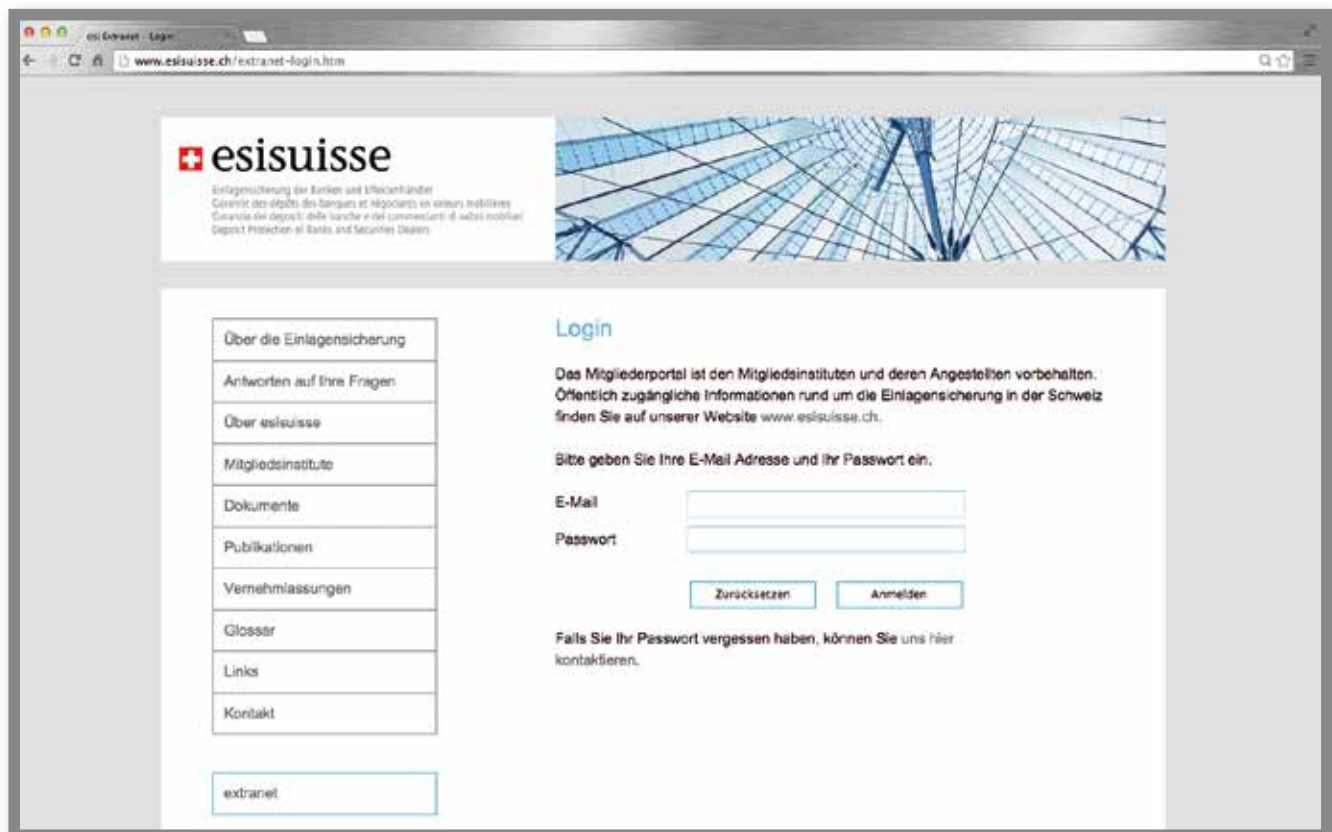 esi Extranet - Login
www.esisuisse.ch/extranet-login.htm
esisuisse
Einlagensicherung der Banken und Effektenhändler
Garantie des dépôts des banques et négociants en valeurs mobilières
Garanzia dei depositi delle banche e dei commercianti di valori mobiliari
Deposit Protection of Banks and Securities Dealers
Über die Einlagensicherung
Antworten auf Ihre Fragen
Über esisuisse
Mitgliedsinstitute
Dokumente
Publikationen
Vernehmlassungen
Glossar
Links
Kontakt
extranet
Login
Das Mitgliederportal ist den Mitgliedsinstituten und deren Angestellten vorbehalten.
Öffentlich zugängliche Informationen rund um die Einlagensicherung in der Schweiz
finden Sie auf unserer Website www.esisuisse.ch.
Bitte geben Sie Ihre E-Mail Adresse und Ihr Passwort ein.
E-Mail
Passwort
Zurücksetzen Anmelden
Falls Sie Ihr Passwort vergessen haben, können Sie uns hier
kontaktieren.